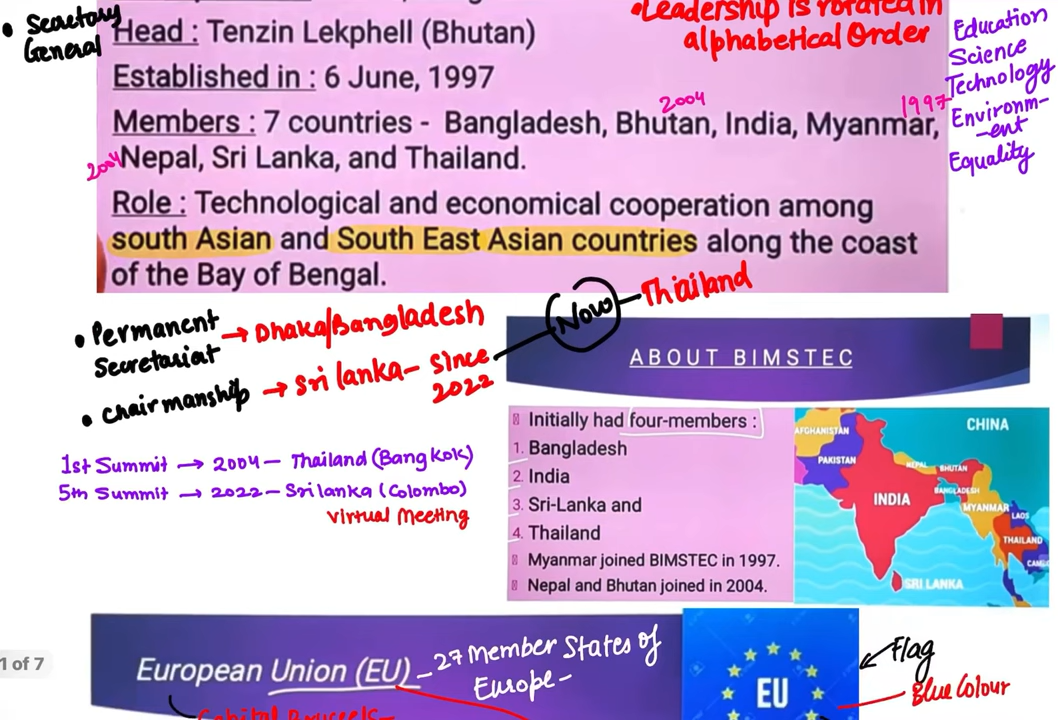 • Secretary
General
Head : Tenzin Lekphell (Bhutan)
•Leadership is rotated in
alphabetical Order
Education
Science
Technology
Environm-
-ent
Equality
Established in : 6 June, 1997
2004
1997
Members : 7 countries - Bangladesh, Bhutan, India, Myanmar,
2004
Nepal, Sri Lanka, and Thailand.
Role : Technological and economical cooperation among
south Asian and South East Asian countries along the coast
of the Bay of Bengal.
• Permanent
Secretariat → Dhaka/Bangladesh
• Chairmanship → Sri lanka- Since
2022
Now - Thailand
1st Summit → 2004 - Thailand (Bangkok)
5th Summit → 2022 - Srilanka (Colombo)
Virtual Meeting
ABOUT BIMSTEC
Initially had four-members :
1. Bangladesh
2. India
3. Sri-Lanka and
4. Thailand
Myanmar joined BIMSTEC in 1997.
Nepal and Bhutan joined in 2004.
AFGHANISTAN
CHINA
PAKISTAN
NEPAL
BHUTAN
INDIA
BANGLADESH
MYANMAR
LAOS
THAILAND
SRI LANKA
1 of 7
European Union (EU) - 27 Member States of
Europe -
EU
Flag
Blue Colour
Capital Brussels-